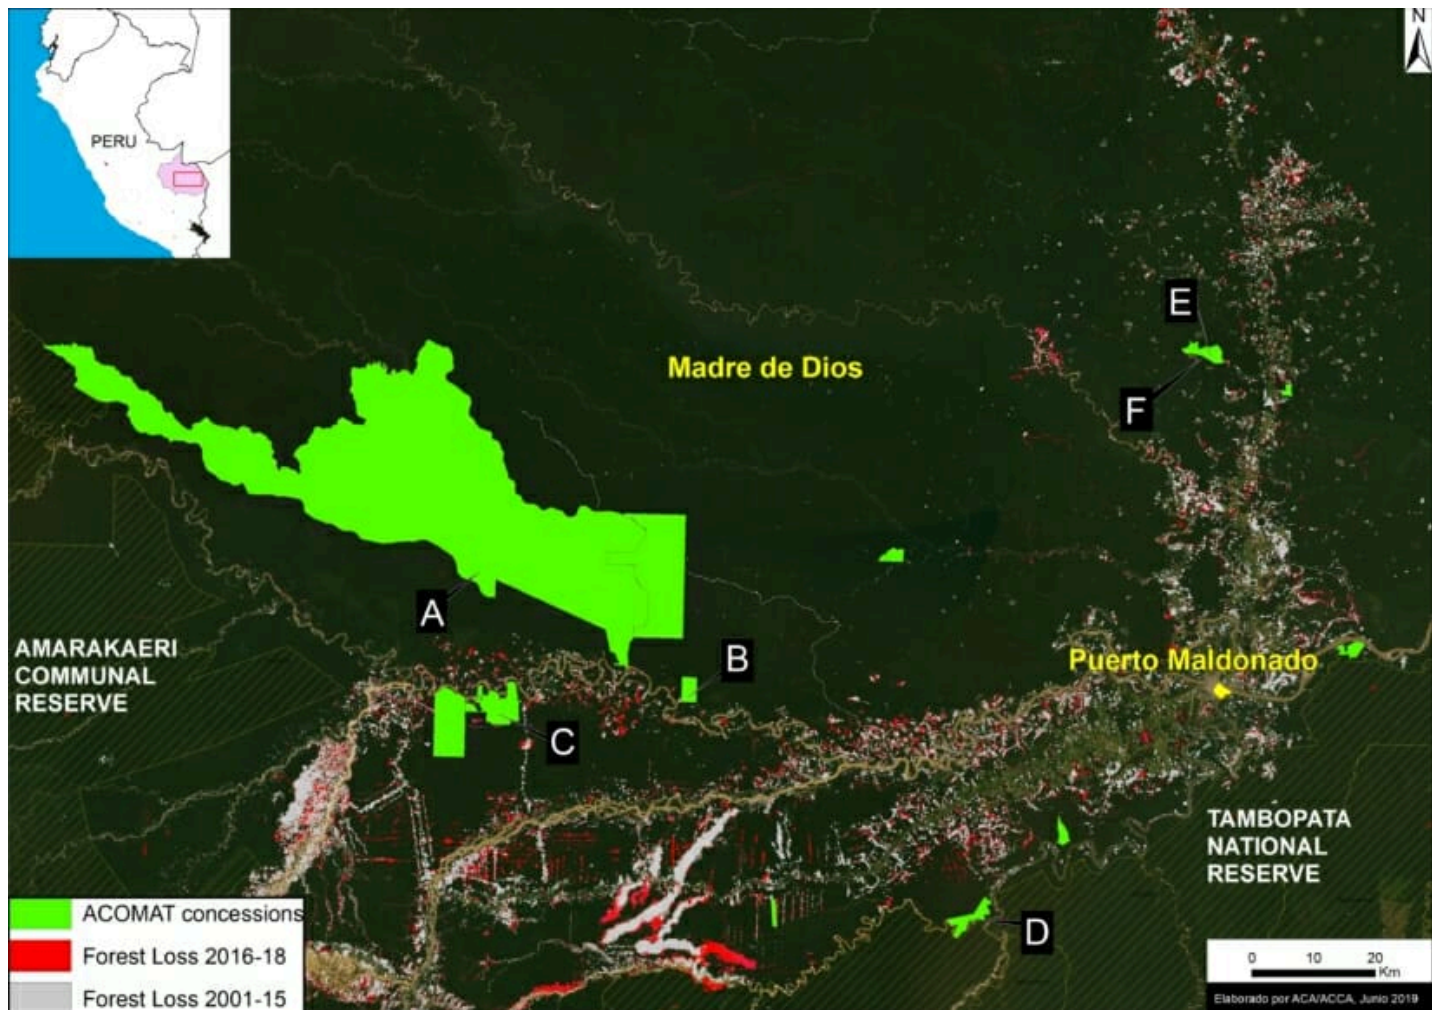 N
PERU
E
Madre de Dios
F
A
AMARAKAERI
COMMUNAL
RESERVE
B
Puerto Maldonado
C
TAMBOPATA
NATIONAL
RESERVE
D
ACOMAT concessions
Forest Loss 2016-18
Forest Loss 2001-15
0 10 20
Km
Elaborado por ACA/ACCA, Junio 2019